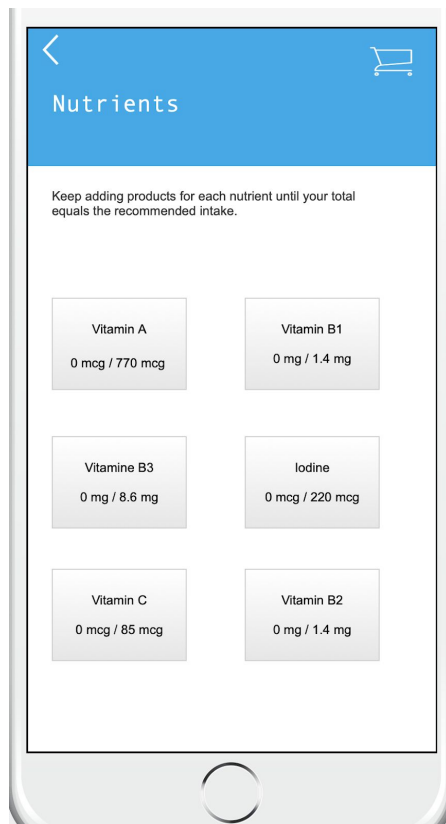 Nutrients
Keep adding products for each nutrient until your total
equals the recommended intake.
Vitamin A
0 mcg / 770 mcg
Vitamin B1
0 mg / 1.4 mg
Vitamine B3
0 mg / 8.6 mg
Iodine
0 mcg / 220 mcg
Vitamin C
0 mcg / 85 mcg
Vitamin B2
0 mg / 1.4 mg